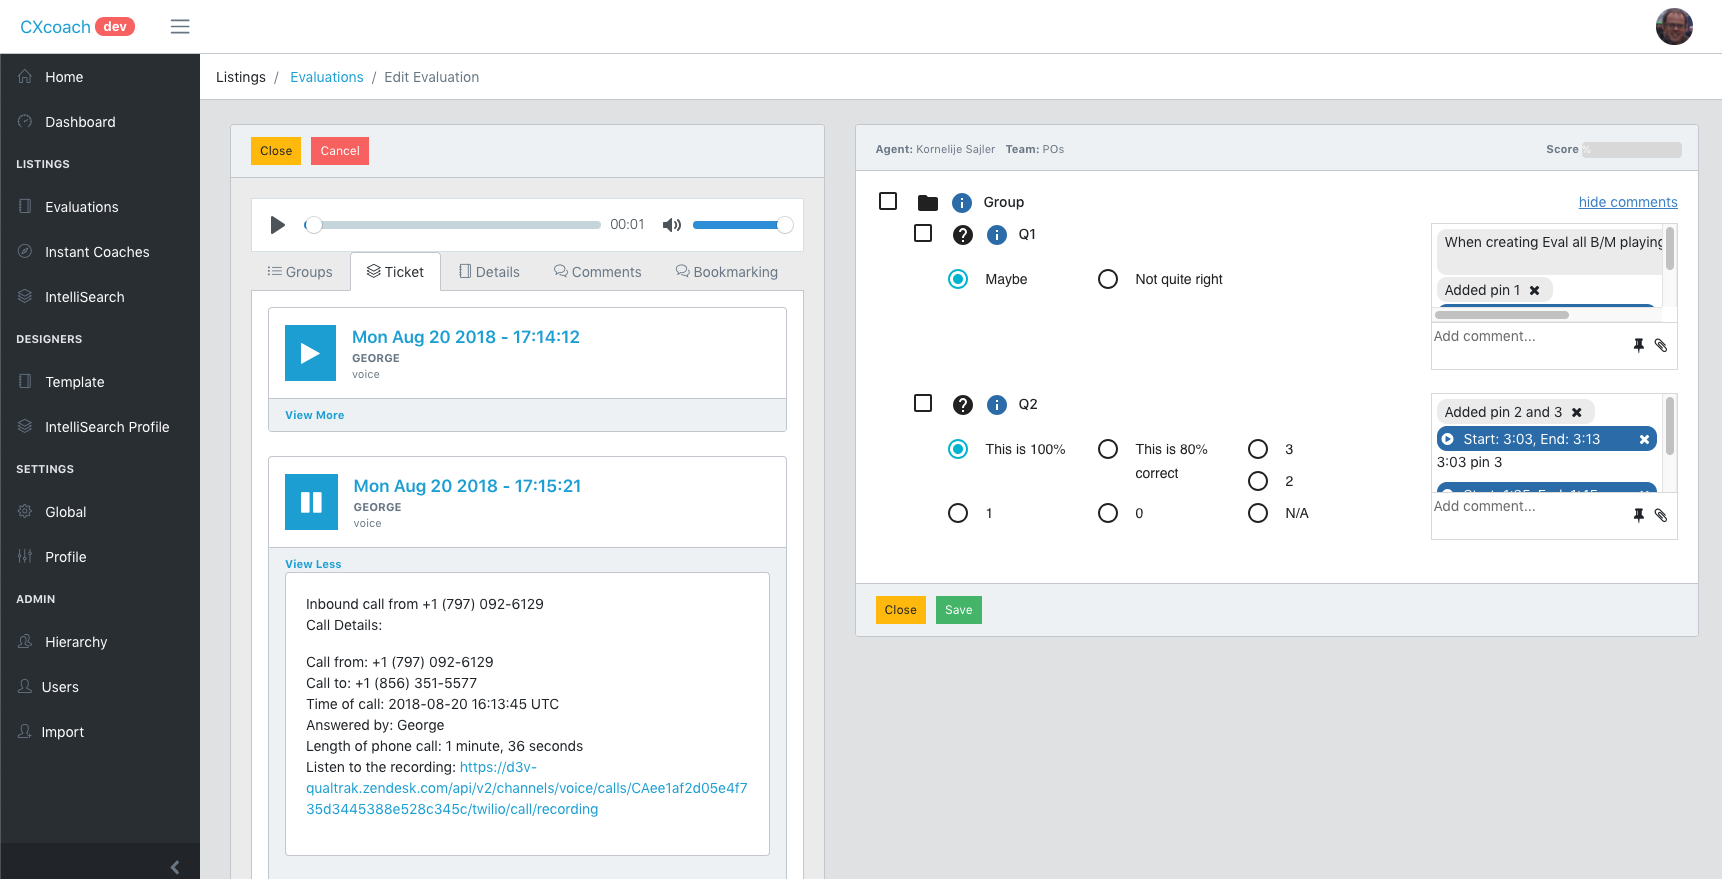 CXcoach dev
Home
Dashboard
LISTINGS
Evaluations
Instant Coaches
IntelliSearch
DESIGNERS
Template
IntelliSearch Profile
SETTINGS
Global
Profile
ADMIN
Hierarchy
Users
Import
Listings / Evaluations / Edit Evaluation
Close Cancel
00:01
Groups Ticket Details Comments Bookmarking
Mon Aug 20 2018 - 17:14:12
GEORGE
voice
View More
Mon Aug 20 2018 - 17:15:21
GEORGE
voice
View Less
Inbound call from +1 (797) 092-6129
Call Details:
Call from: +1 (797) 092-6129
Call to: +1 (856) 351-5577
Time of call: 2018-08-20 16:13:45 UTC
Answered by: George
Length of phone call: 1 minute, 36 seconds
Listen to the recording: https://d3v-
qualtrak.zendesk.com/api/v2/channels/voice/calls/CAee1af2d05e4f7
35d3445388e528c345c/twilio/call/recording
Agent: Kornelije Sajler Team: POs
Score %
Group
hide comments
Q1
Maybe
Not quite right
When creating Eval all B/M playing
Added pin 1
Add comment...
Q2
This is 100%
This is 80%
correct
3
2
1
0
N/A
Added pin 2 and 3
Start: 3:03, End: 3:13
3:03 pin 3
Add comment...
Close Save